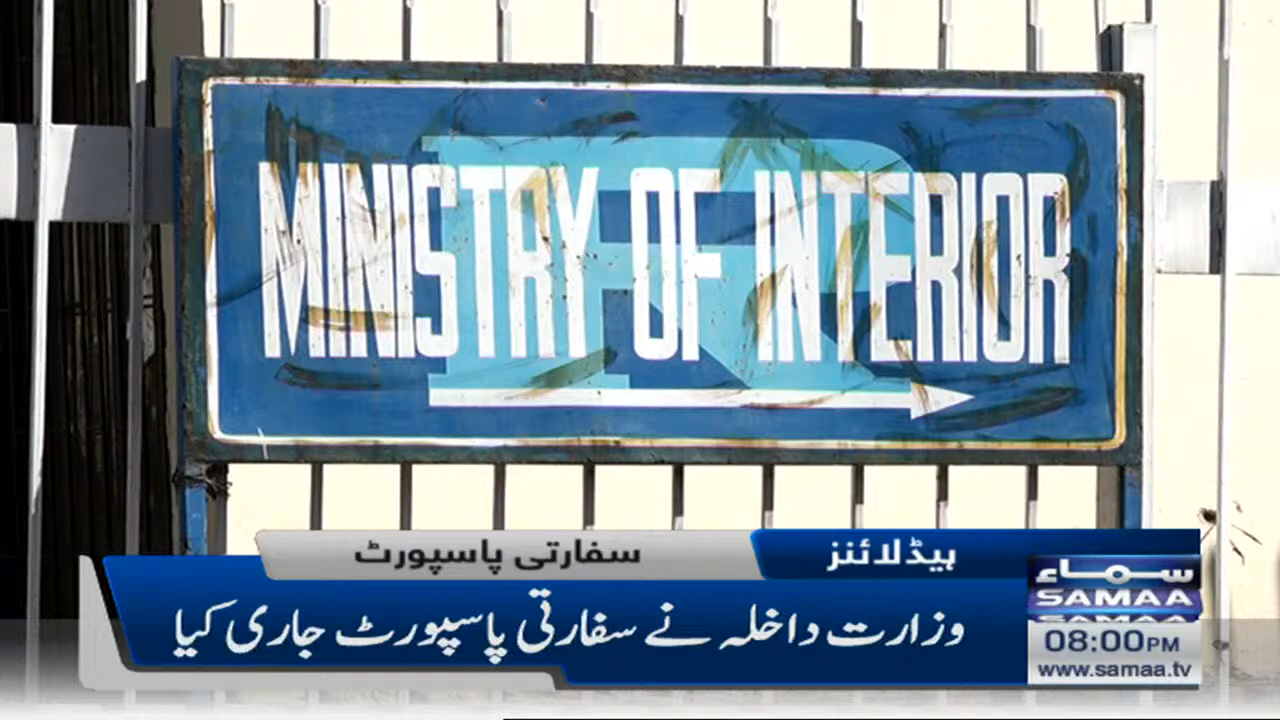 MINISTRY OF INTERIOR
ہیڈلائنز
سفارتی پاسپورٹ
وزارت داخلہ نے سفارتی پاسپورٹ جاری کیا
سماء
SAMAA
08:00PM
www.samaa.tv